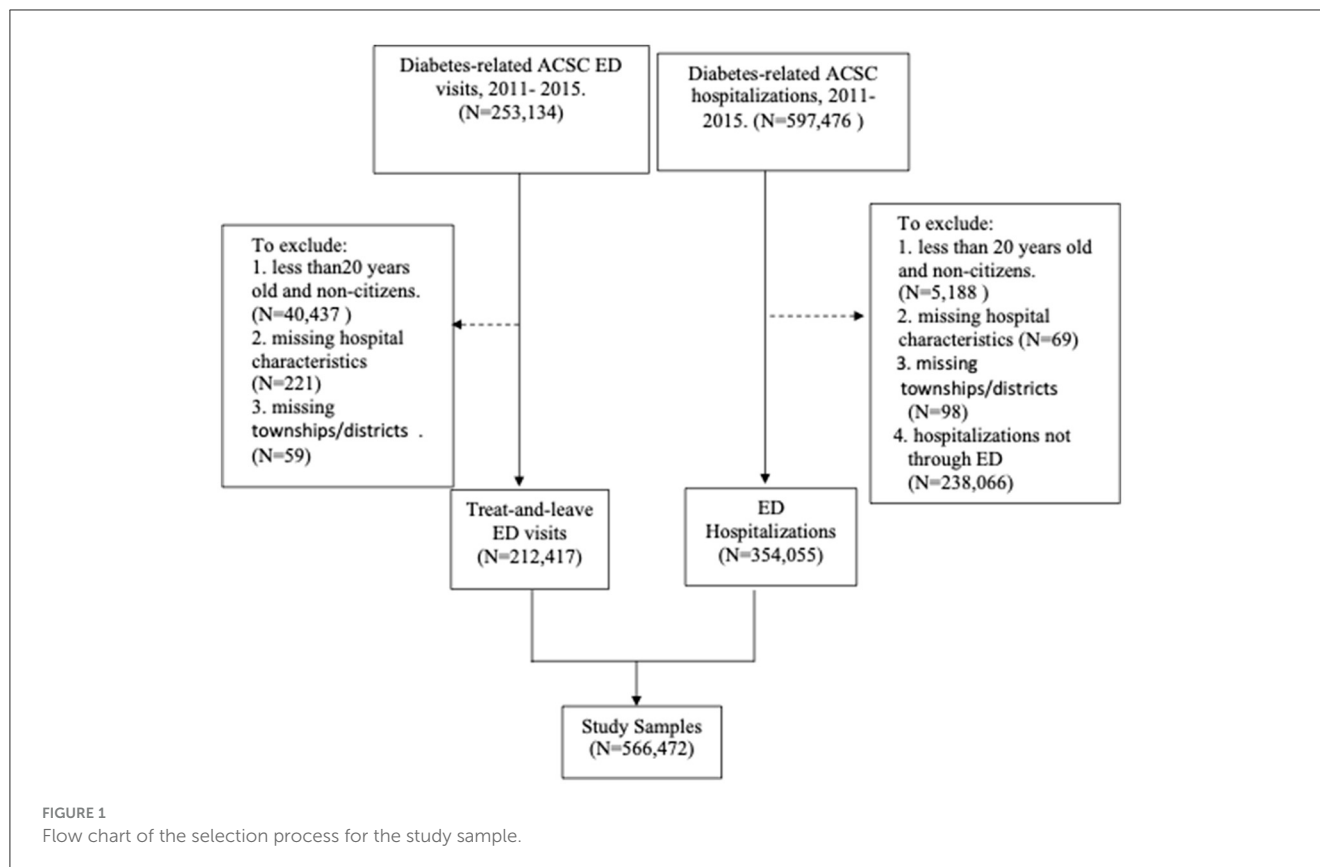 Diabetes-related ACSC ED
visits, 2011- 2015.
(N=253,134)
Diabetes-related ACSC
hospitalizations, 2011-
2015. (N=597,476 )
To exclude:
1. less than20 years
old and non-citizens.
(N=40,437 )
2. missing hospital
characteristics
(N=221)
3. missing
townships/districts .
(N=59)
To exclude:
1. less than 20 years old
and non-citizens.
(N=5,188 )
2. missing hospital
characteristics (N=69)
3. missing
townships/districts
(N=98)
4. hospitalizations not
through ED
(N=238,066)
Treat-and-leave
ED visits
(N=212,417)
ED
Hospitalizations
(N=354,055)
Study Samples
(N=566,472)
FIGURE 1
Flow chart of the selection process for the study sample.